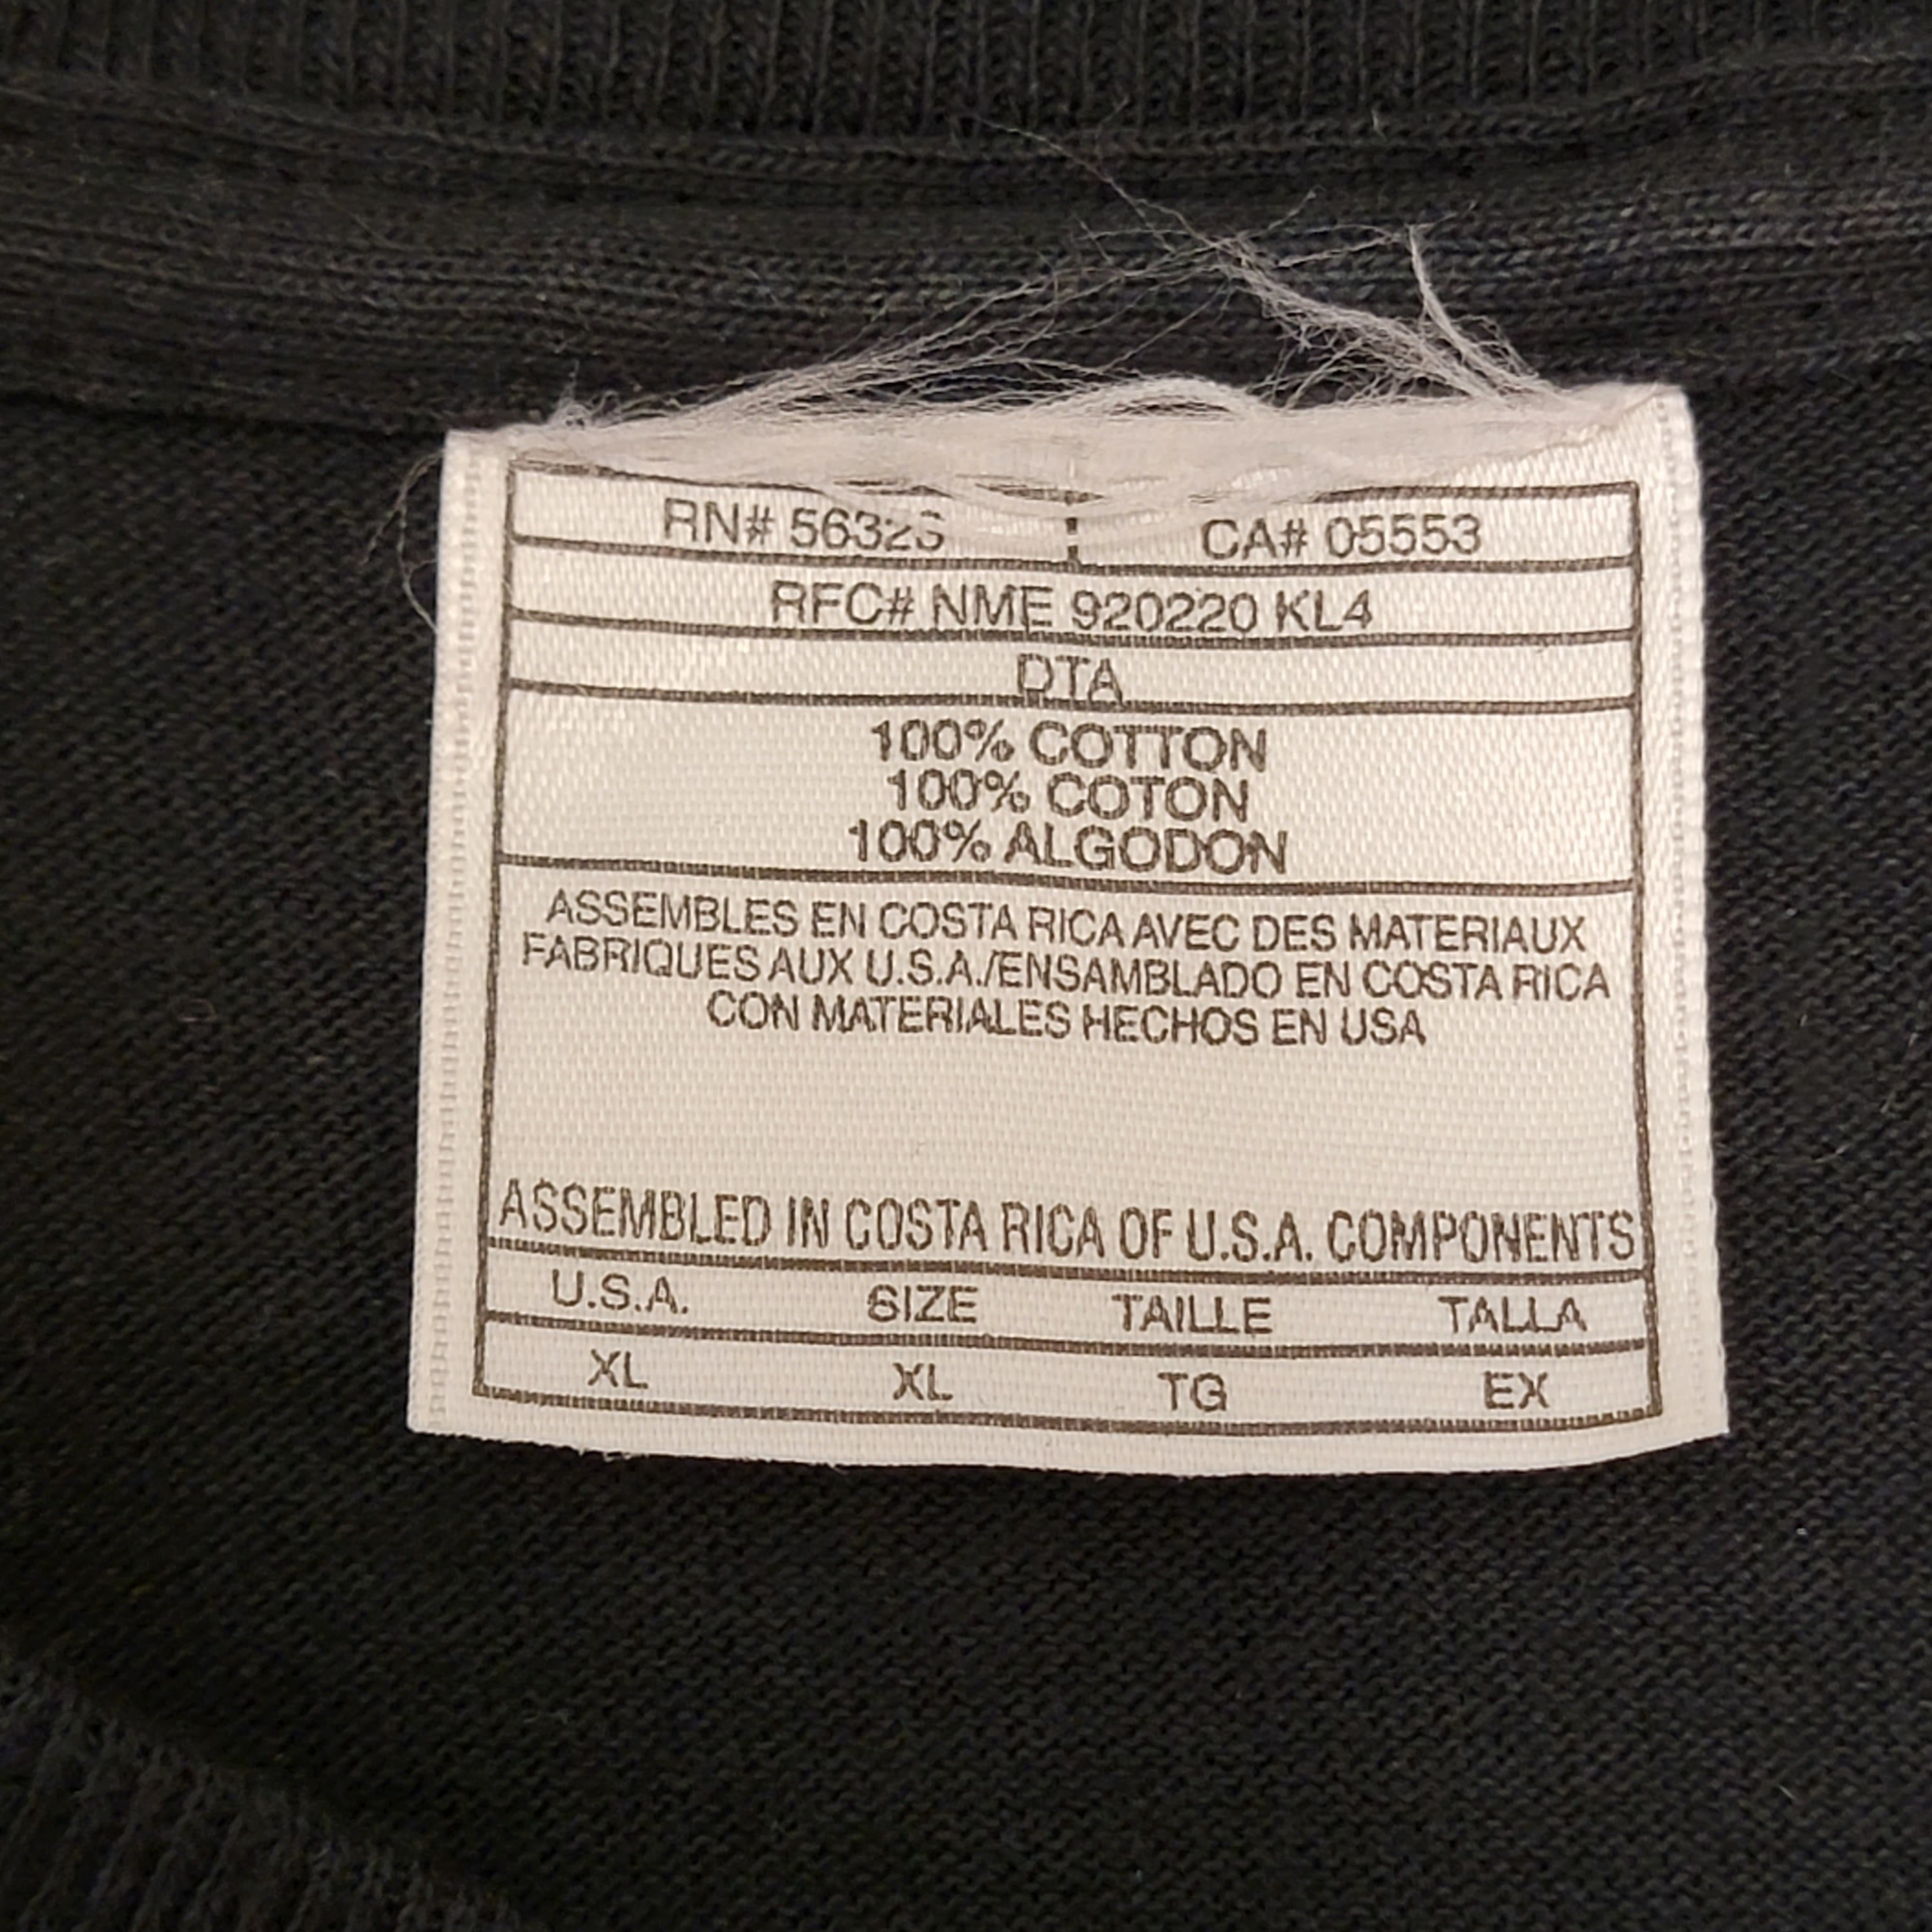 RN# 56323 CA# 05553
RFC# NME 920220 KL4
DTA
100% COTTON
100% COTON
100% ALGODON
ASSEMBLES EN COSTA RICA AVEC DES MATERIAUX
FABRIQUES AUX U.S.A./ENSAMBLADO EN COSTA RICA
CON MATERIALES HECHOS EN USA
ASSEMBLED IN COSTA RICA OF U.S.A. COMPONENTS
U.S.A. SIZE TAILLE TALLA
XL XL TG EX